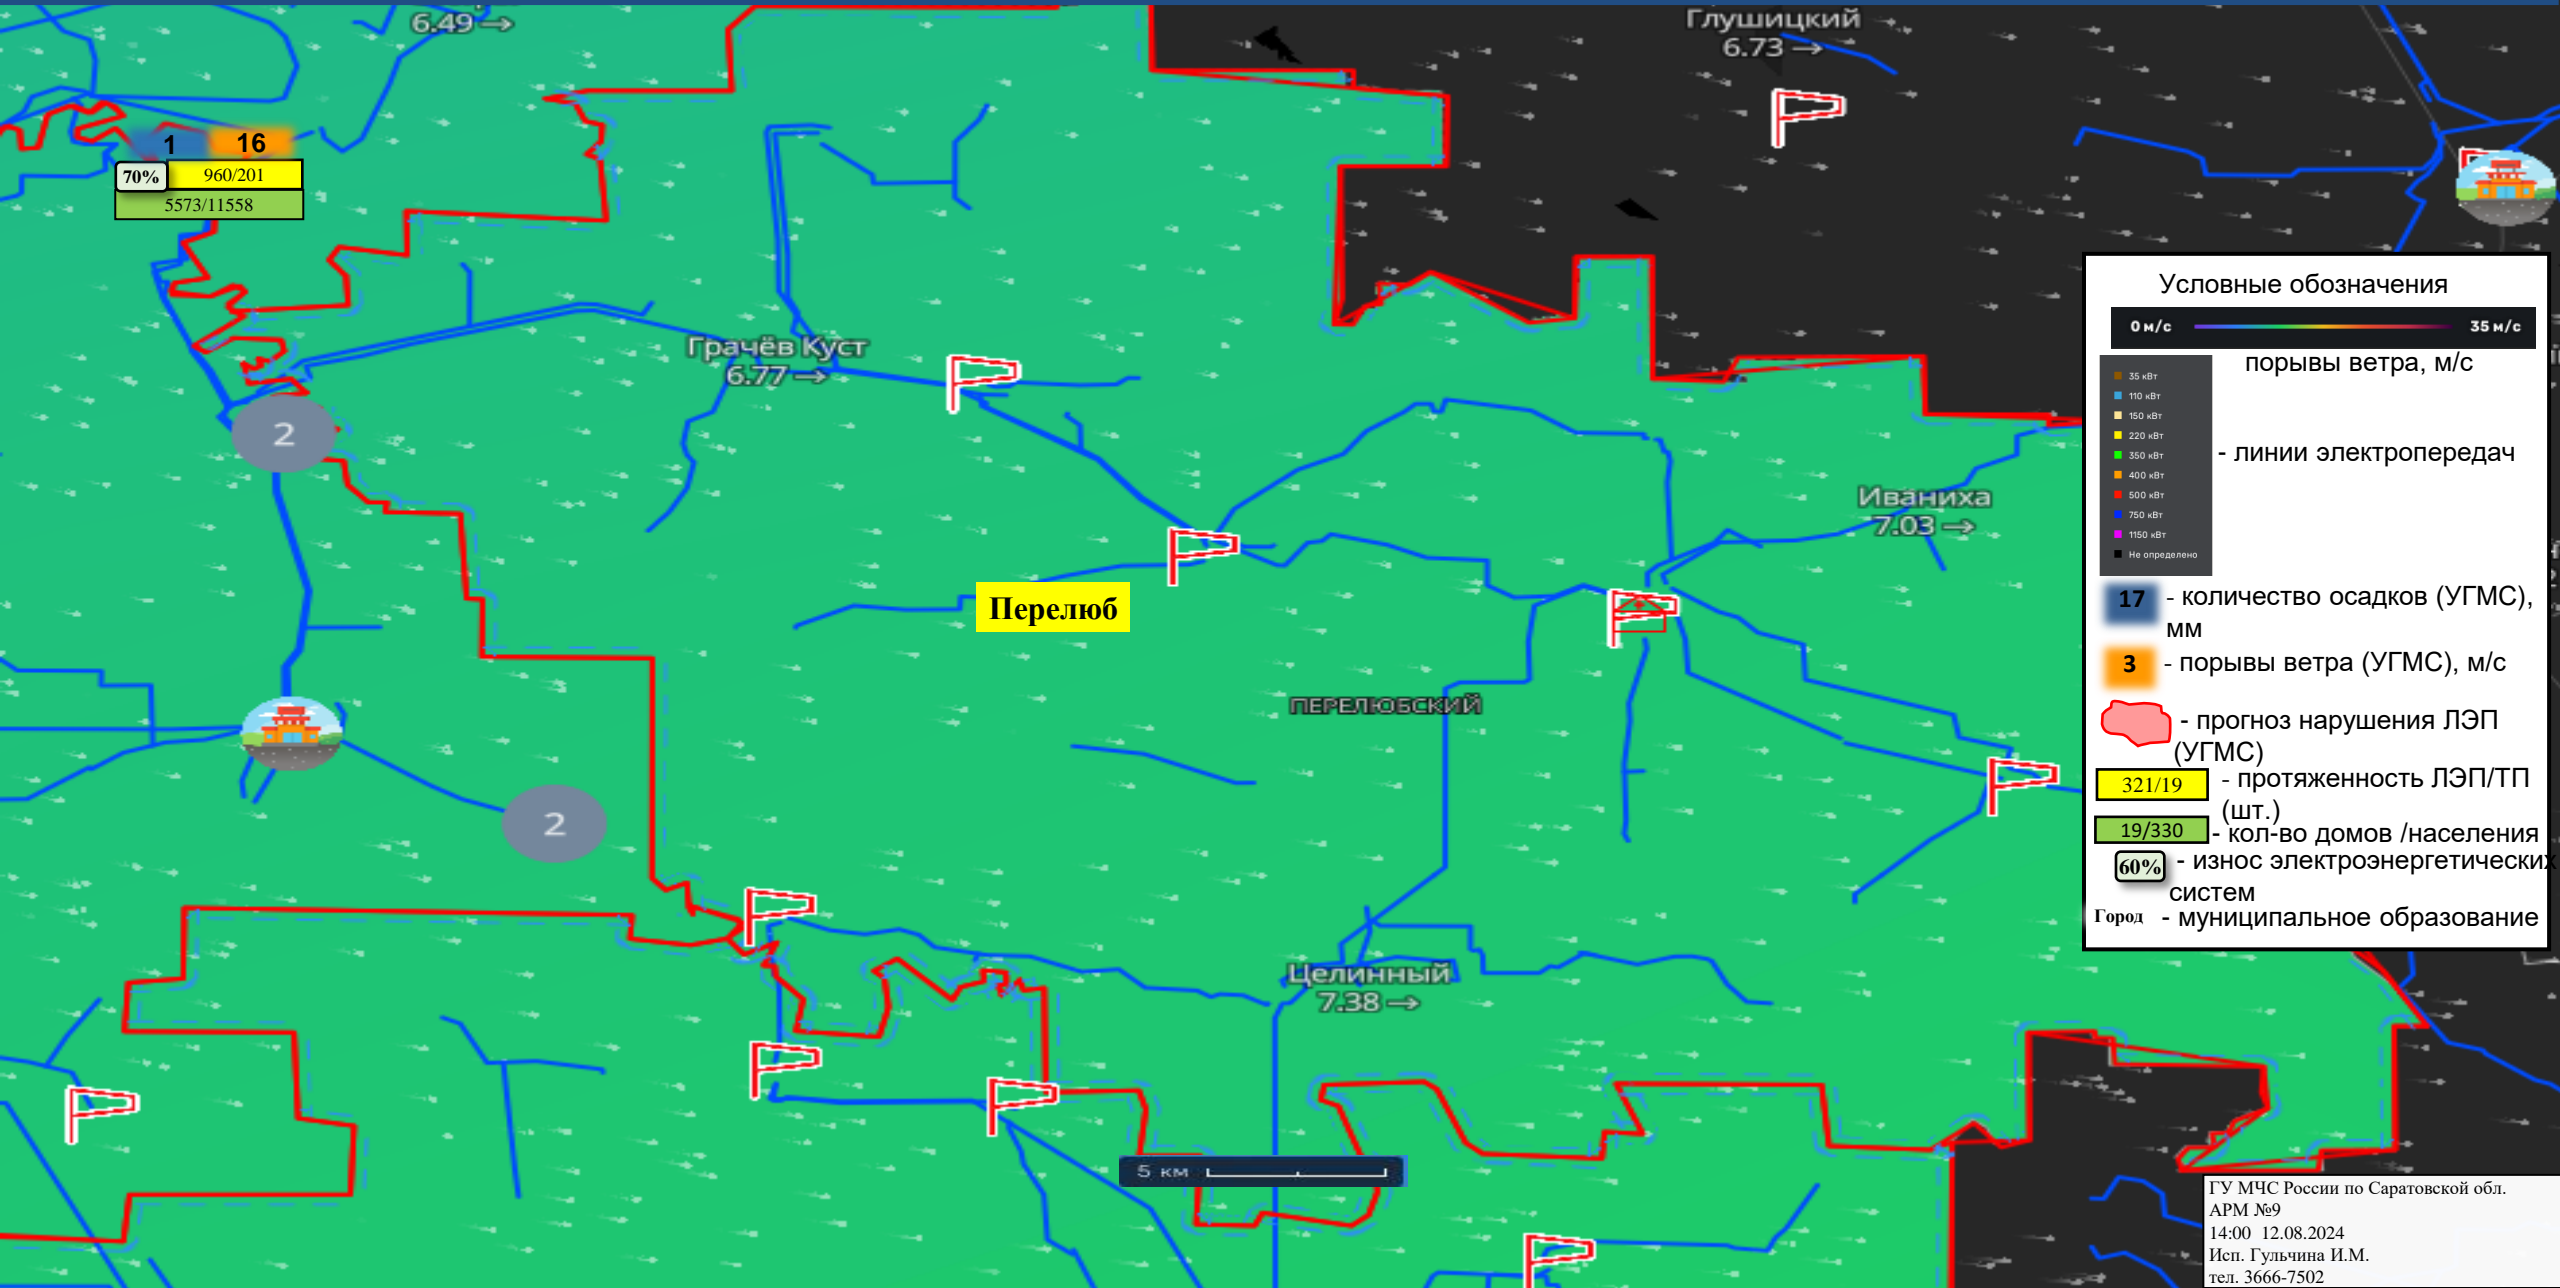 6.49 →
Глушицкий
6.73 →
1
16
70%
960/201
5573/11558
Грачёв Куст
6.77 →
2
Иваниха
7.03 →
Перелюб
ПЕРЕЛЮБСКИЙ
2
Целинный
7.38 →
5 км
Условные обозначения
0 м/с
35 м/с
порывы ветра, м/с
35 кВт
110 кВт
150 кВт
220 кВт
350 кВт
400 кВт
500 кВт
750 кВт
1150 кВт
Не определено
- линии электропередач
17 - количество осадков (УГМС),
мм
3 - порывы ветра (УГМС), м/с
- прогноз нарушения ЛЭП
(УГМС)
321/19 - протяженность ЛЭП/ТП
(шт.)
19/330 - кол-во домов /населения
60% - износ электроэнергетических
систем
Город - муниципальное образование
ГУ МЧС России по Саратовской обл.
АРМ №9
14:00 12.08.2024
Исп. Гульчина И.М.
тел. 3666-7502